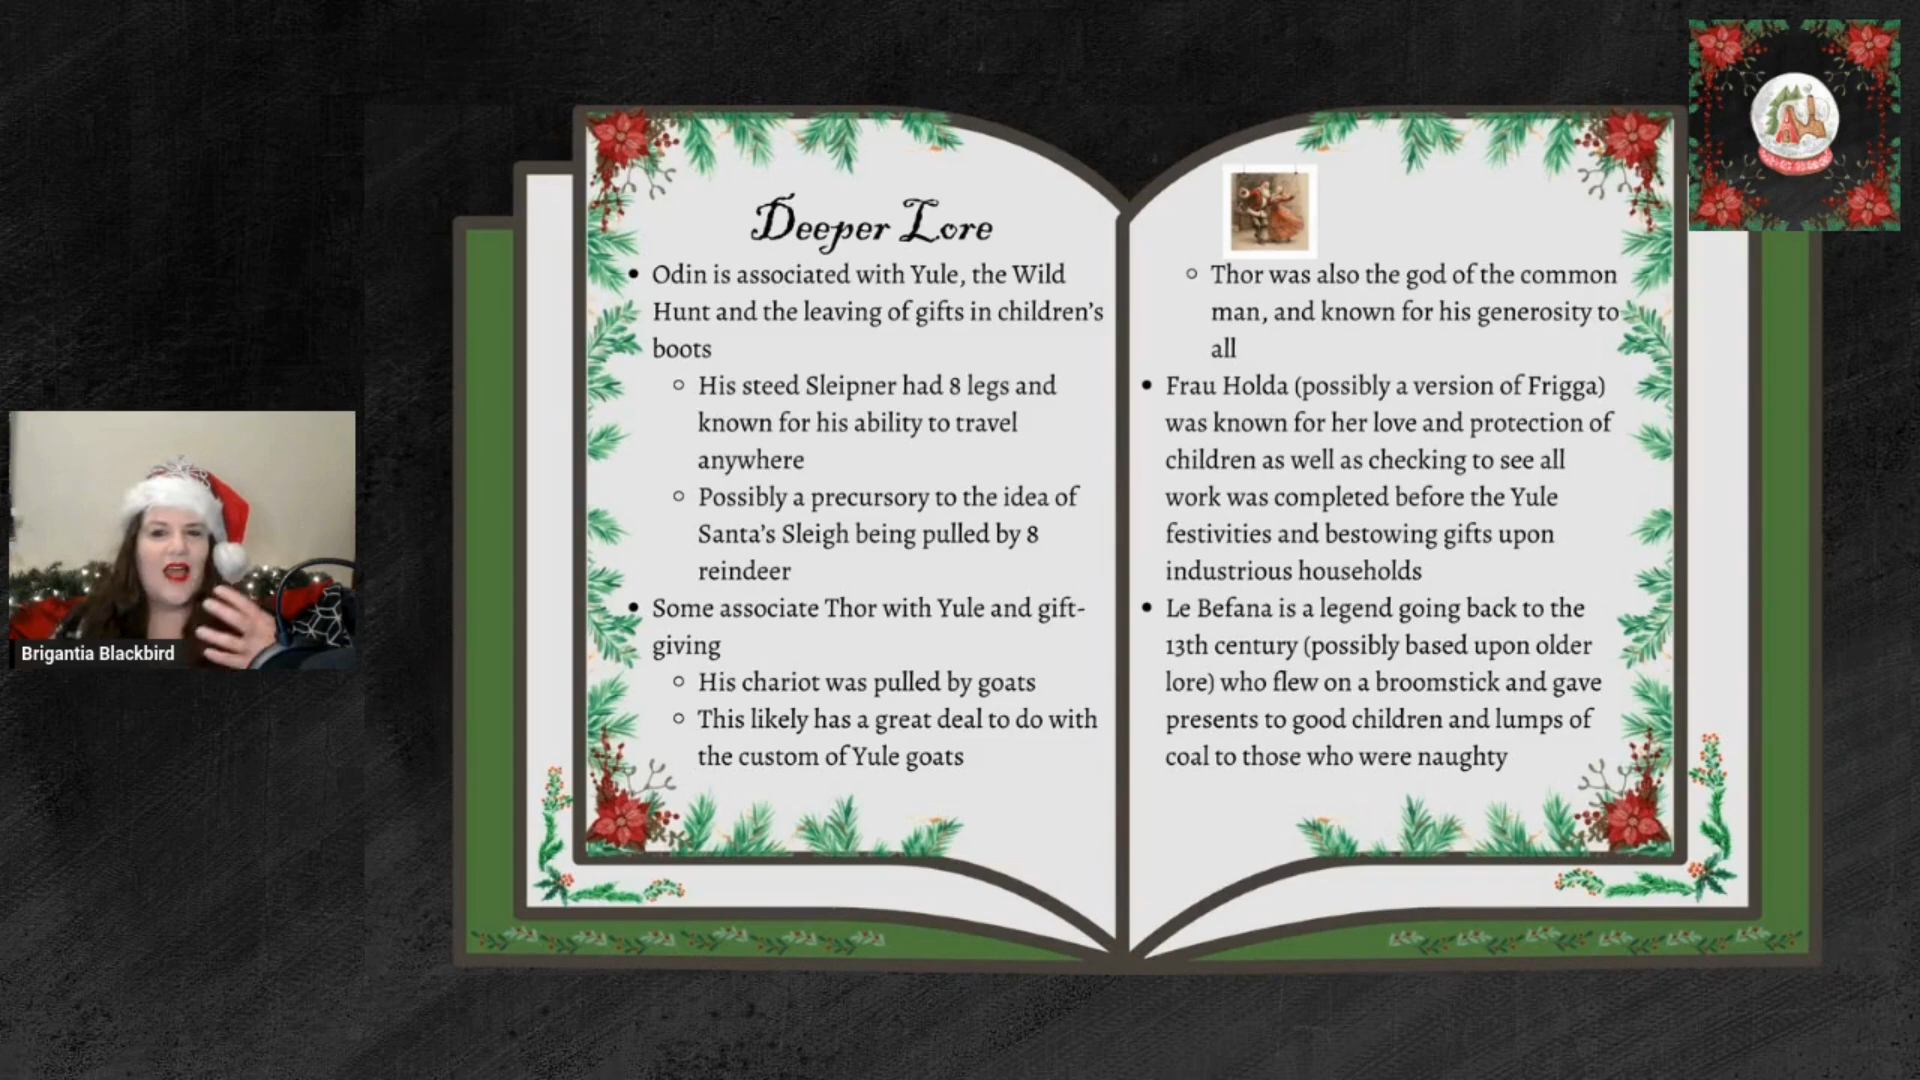 Deeper Lore
Odin is associated with Yule, the Wild
Hunt and the leaving of gifts in children's
boots
His steed Sleipner had 8 legs and
known for his ability to travel
anywhere
Possibly a precursory to the idea of
Santa's Sleigh being pulled by 8
reindeer
Some associate Thor with Yule and gift-
giving
His chariot was pulled by goats
This likely has a great deal to do with
the custom of Yule goats
Thor was also the god of the common
man, and known for his generosity to
all
Frau Holda (possibly a version of Frigga)
was known for her love and protection of
children as well as checking to see all
work was completed before the Yule
festivities and bestowing gifts upon
industrious households
Le Befana is a legend going back to the
13th century (possibly based upon older
lore) who flew on a broomstick and gave
presents to good children and lumps of
coal to those who were naughty
Brigantia Blackbird